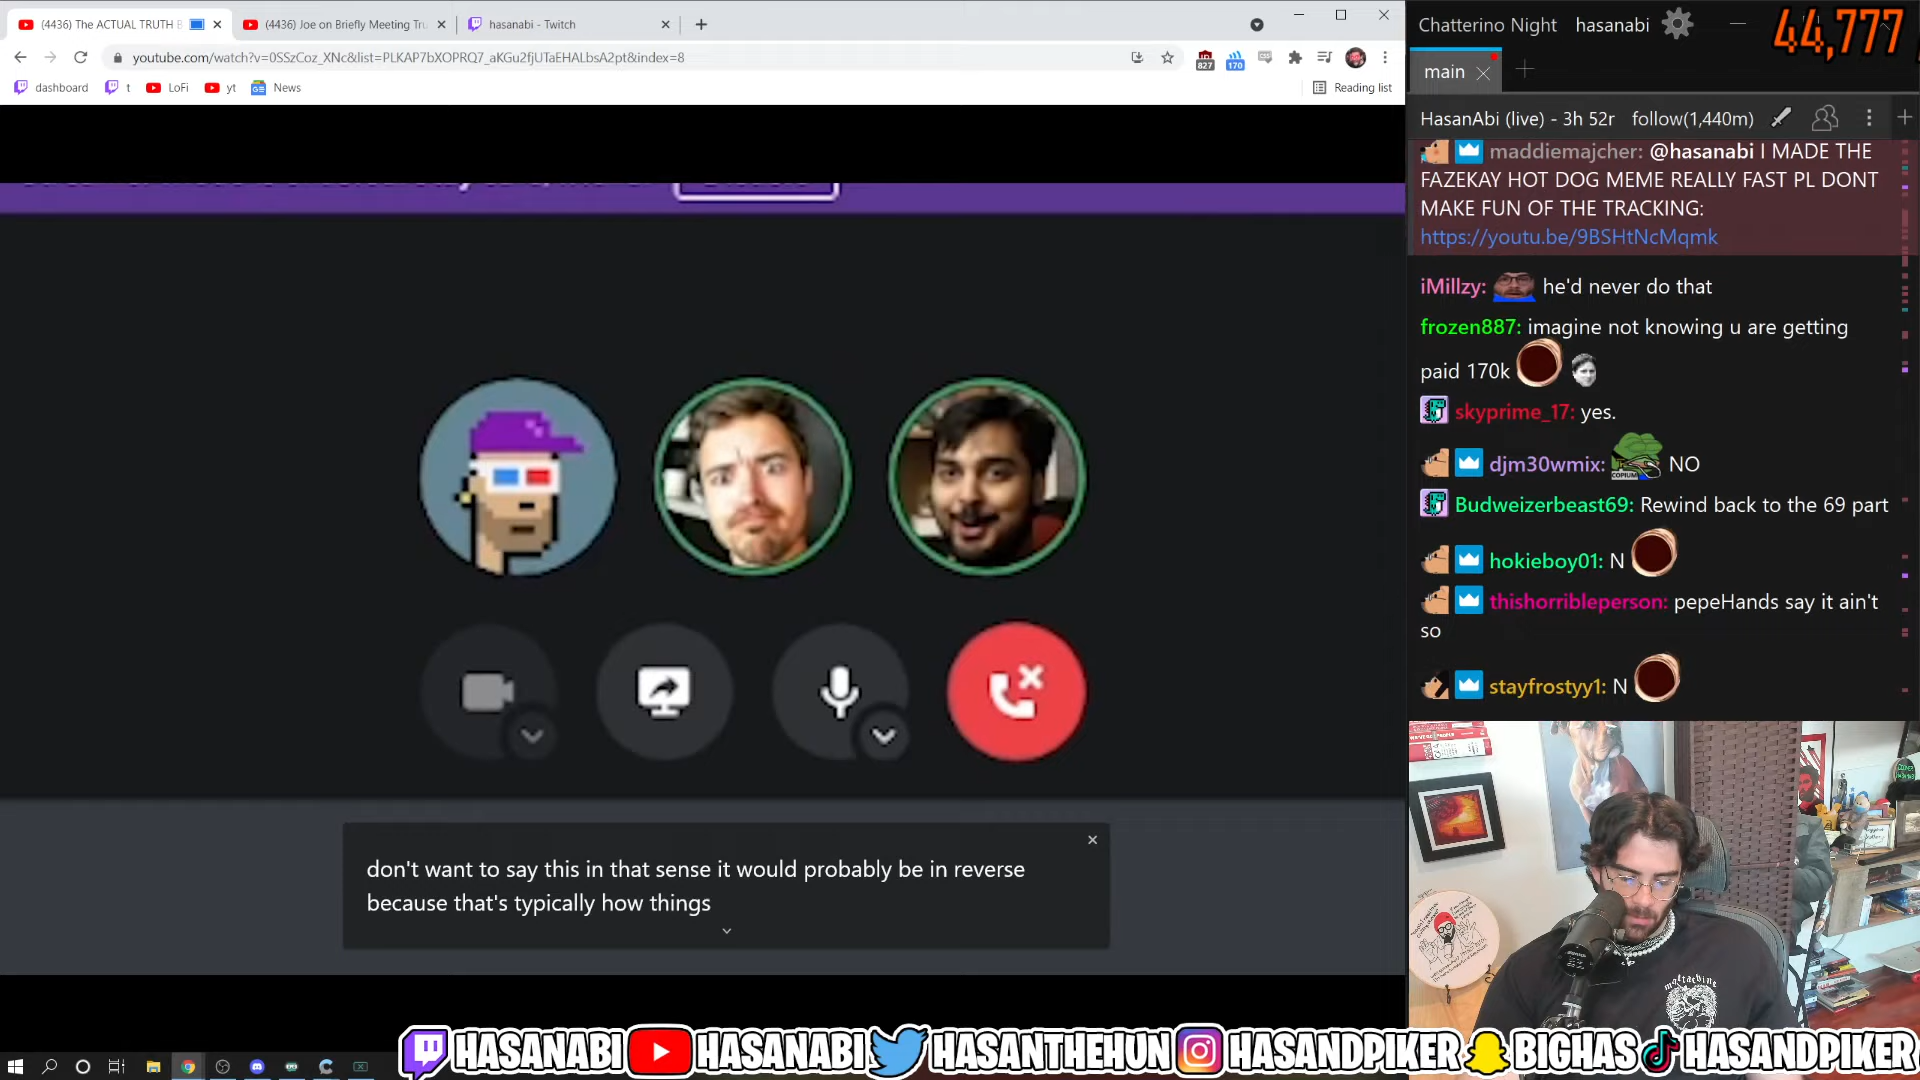 (4436) The ACTUAL TRUTH B
(4436) Joe on Briefly Meeting Tru
hasanabi - Twitch
youtube.com/watch?v=0SSzCoz_XNc&list=PLKAP7bXOPRQ7_aKGu2fjUTaEHALbsA2pt&index=8
827
170
dashboard
t
LoFi
yt
News
Reading list
don't want to say this in that sense it would probably be in reverse
because that's typically how things
Chatterino Night
hasanabi
44,777
main
HasanAbi (live) - 3h 52r
follow(1,440m)
maddiemajcher: @hasanabi I MADE THE
FAZEKAY HOT DOG MEME REALLY FAST PL DONT
MAKE FUN OF THE TRACKING:
https://youtu.be/9BSHtNcMqmk
iMillzy: he'd never do that
frozen887: imagine not knowing u are getting
paid 170k
skyprime_17: yes.
djm30wmix: COPIUM NO
Budweizerbeast69: Rewind back to the 69 part
hokieboy01: N
thishorribleperson: pepeHands say it ain't
so
stayfrostyy1: N
HASANABI HASANABI HASANTHEHUN HASANDPIKER BIGHAS HASANDPIKER